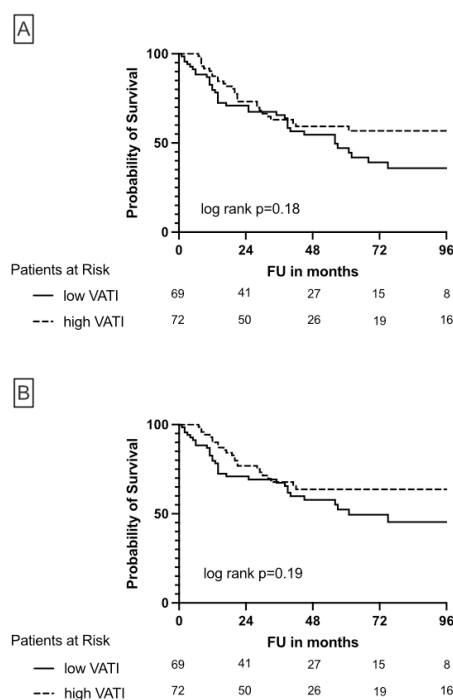 A
100
50
0
Probability of Survival
log rank p=0.18
0 24 48 72 96
Patients at Risk FU in months
low VATI 69 41 27 15 8
high VATI 72 50 26 19 16
B
100
50
0
Probability of Survival
log rank p=0.19
0 24 48 72 96
Patients at Risk FU in months
low VATI 69 41 27 15 8
high VATI 72 50 26 19 16